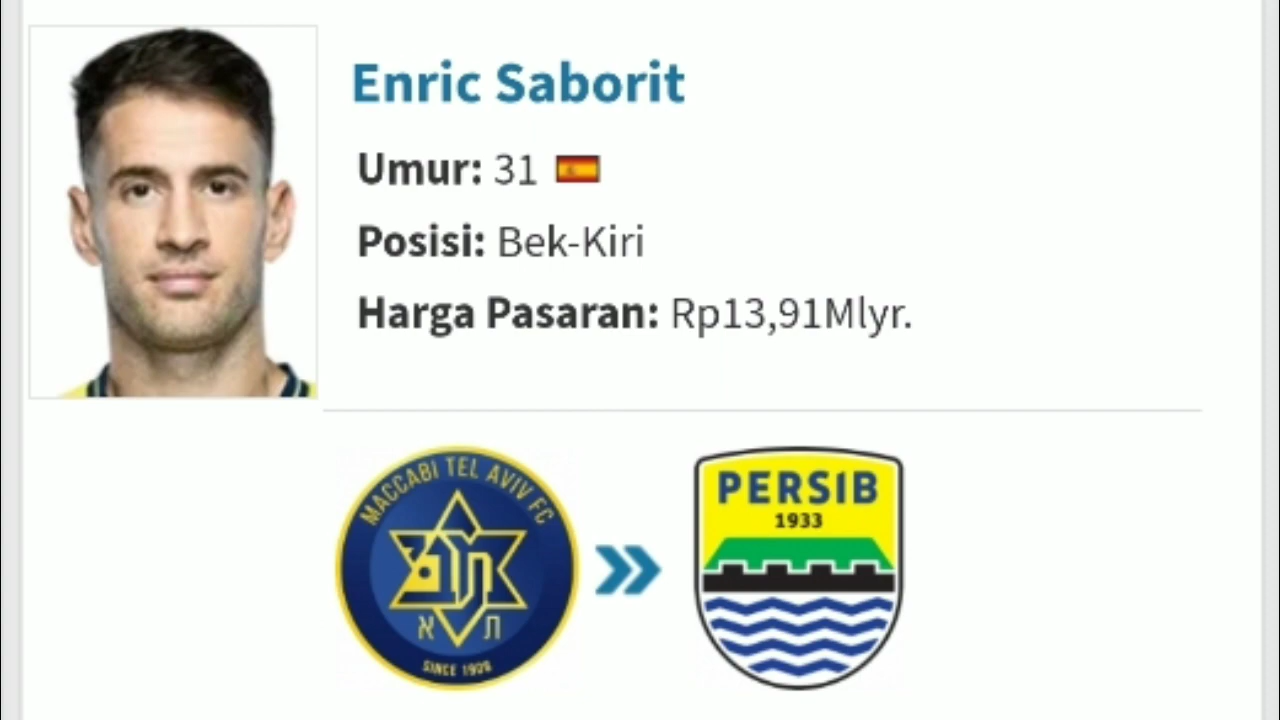 Enric Saborit
Umur: 31
Posisi: Bek-Kiri
Harga Pasaran: Rp13,91Mlyr.
MACCABI TEL AVIV FC
א ת
SINCE 1906
PERSIB
1933